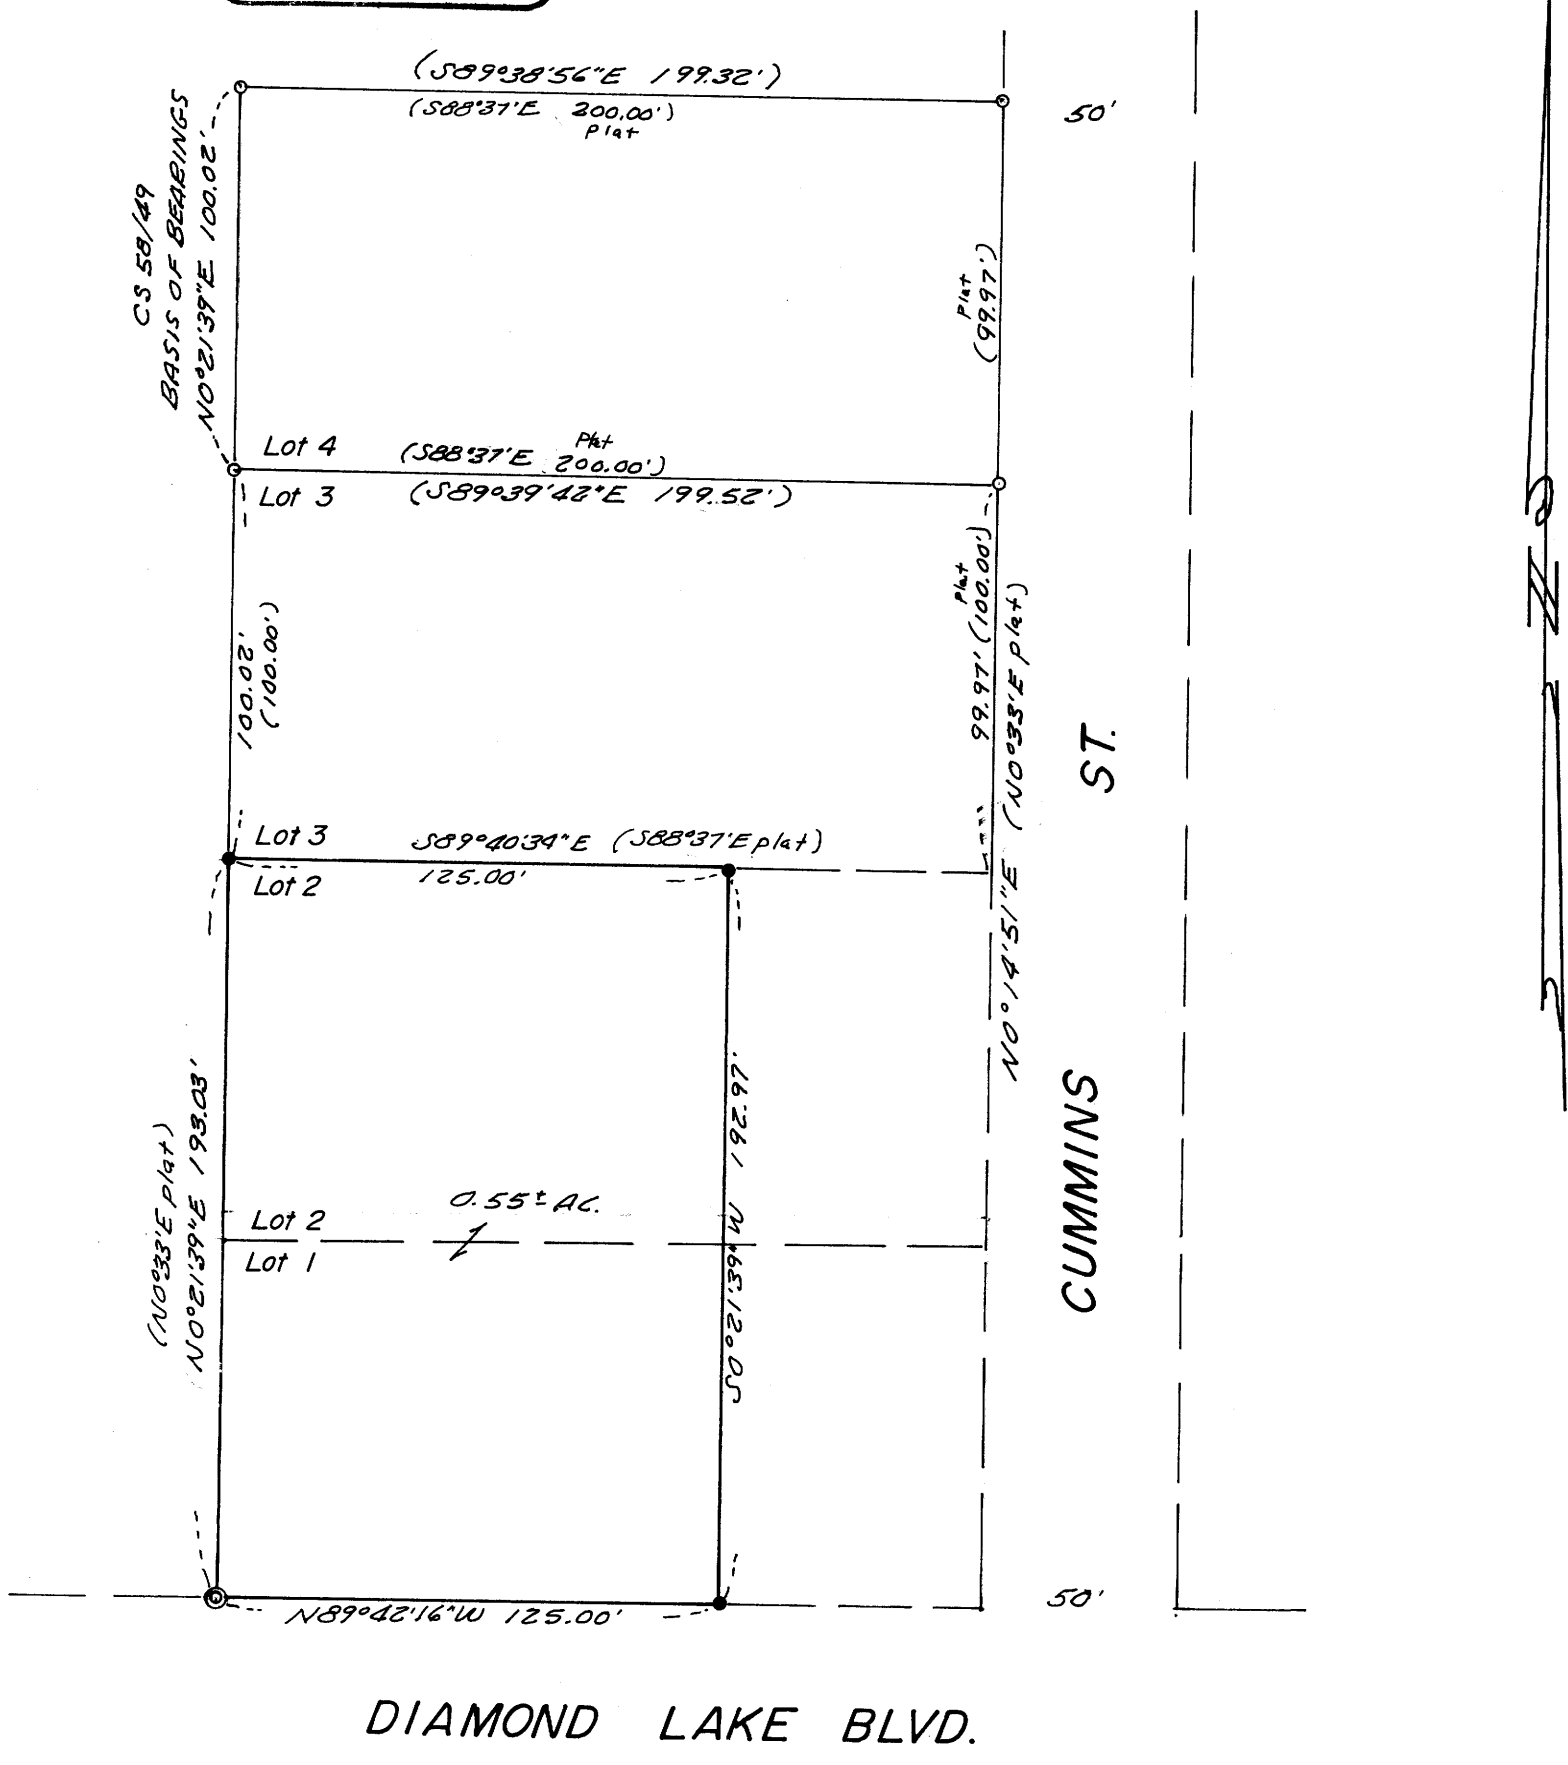 (S89°38'56"E 199.32')
(S88°37'E 200.00')
Plat
50'
CS 58/49
BASIS OF BEARINGS
N0°21'39"E 100.02'
Plat
(99.97')
Lot 4
Plat
(S88°37'E 200.00')
Lot 3
(S89°39'42"E 199.52')
100.02'
(100.00')
Plat
99.97' (100.00')
N0°14'51"E (N0°33'E plat)
CUMMINS ST.
Lot 3
S89°40'34"E (S88°37'E plat)
Lot 2
125.00'
(N0°33'E plat)
N0°21'39"E 193.03'
S0°21'39"W 192.97'
0.55± AC.
Lot 2
Lot 1
N89°42'16"W 125.00'
50'
DIAMOND LAKE BLVD.